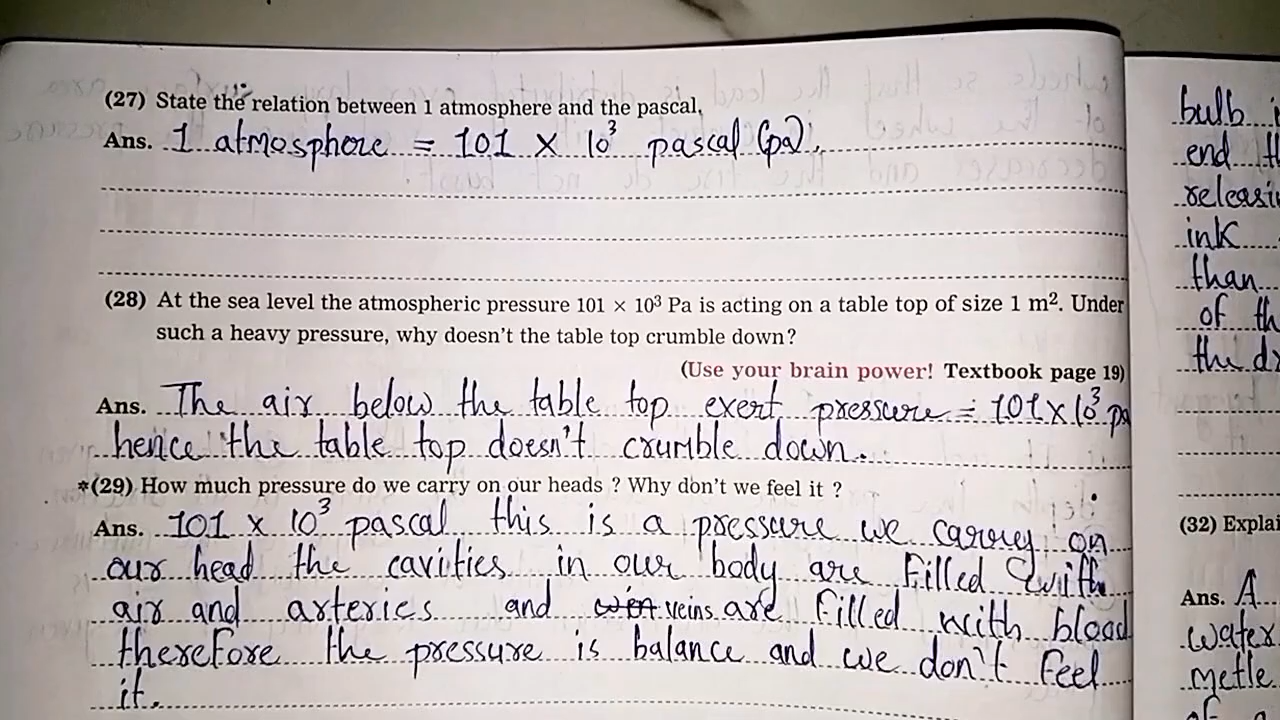 (27) State the relation between 1 atmosphere and the pascal.
Ans. 1 atmosphere = 101 × 10³ pascal (pa).
(28) At the sea level the atmospheric pressure 101 × 10³ Pa is acting on a table top of size 1 m². Under
such a heavy pressure, why doesn't the table top crumble down?
(Use your brain power! Textbook page 19)
Ans. The air below the table top exert pressure = 101 × 10³ pa
hence the table top doesn't crumble down.
*(29) How much pressure do we carry on our heads ? Why don't we feel it ?
Ans. 101 × 10³ pascal this is a pressure we carry on
our head the cavities in our body are filled with
air and arteries and veins are filled with blood
therefore the pressure is balance and we don't feel
it.
bulb
end
releasi
ink
than
of th
the
(32) Explai
Ans. A
water
metle
of a